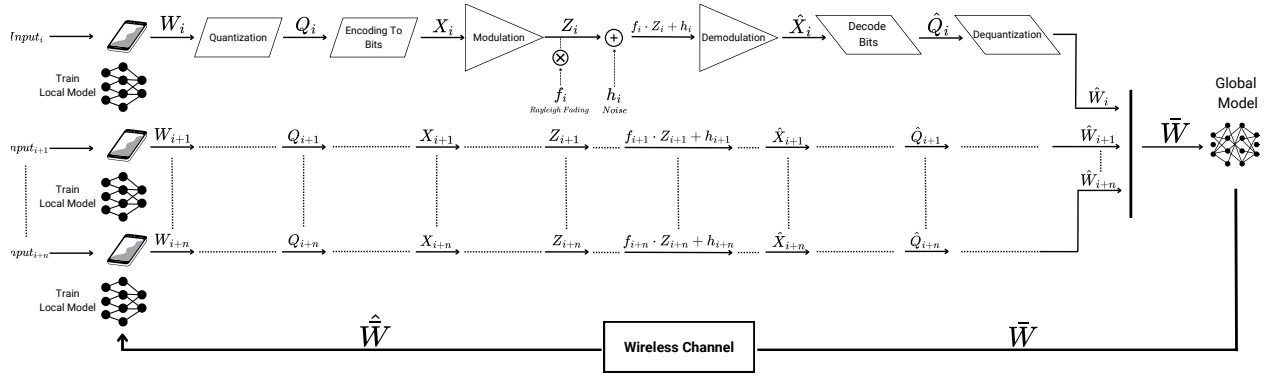 Input_i
W_i
Quantization
Q_i
Encoding To
Bits
X_i
Modulation
Z_i
f_i
Rayleigh Fading
h_i
Noise
f_i · Z_i + h_i
Demodulation
X̂_i
Decode
Bits
Q̂_i
Dequantization
Ŵ_i
Train
Local Model
Global
Model
W̄
nput_{i+1}
W_{i+1}
Q_{i+1}
X_{i+1}
Z_{i+1}
f_{i+1} · Z_{i+1} + h_{i+1}
X̂_{i+1}
Q̂_{i+1}
Ŵ_{i+1}
Ŵ_{i+n}
Train
Local Model
nput_{i+n}
W_{i+n}
Q_{i+n}
X_{i+n}
Z_{i+n}
f_{i+n} · Z_{i+n} + h_{i+n}
X̂_{i+n}
Q̂_{i+n}
Train
Local Model
W̄̂
Wireless Channel
W̄